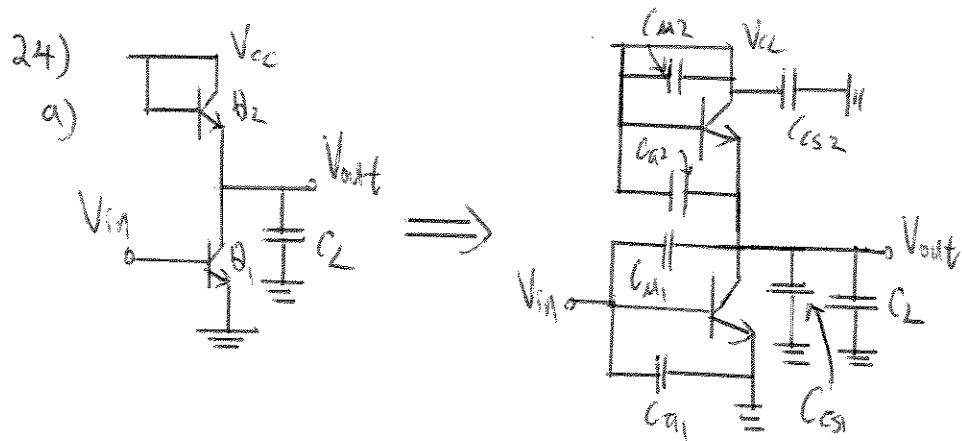 24)
a)
Vcc
Q2
Vout
Vin
Q1
CL
Cμ2
Vcc
Ccs2
Cπ2
Cμ1
Vin
Vout
CL
Cπ1
Ccs1